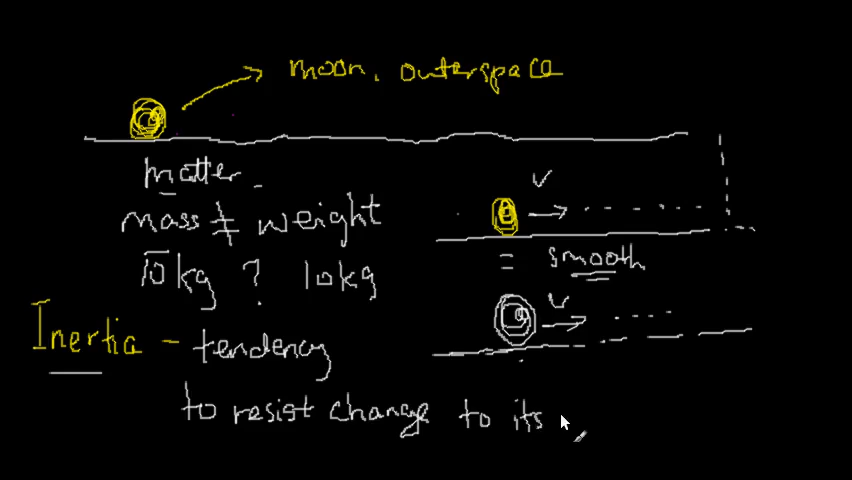 moon, outerspace
matter.
mass ≠ weight
10kg ? 10kg
V
= smooth
V
Inertia - tendency
to resist change to its